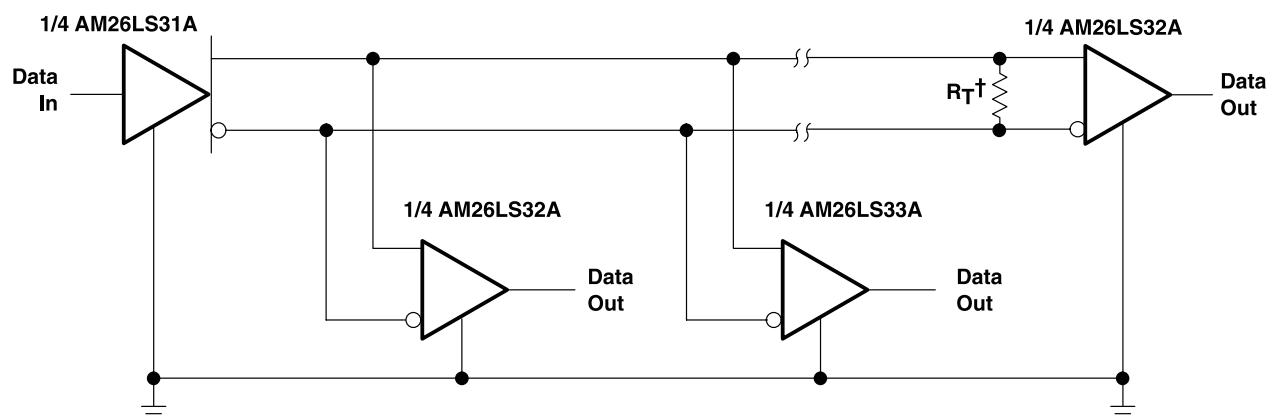 1/4 AM26LS31A
1/4 AM26LS32A
Data
In
RT†
Data
Out
1/4 AM26LS32A
1/4 AM26LS33A
Data
Out
Data
Out